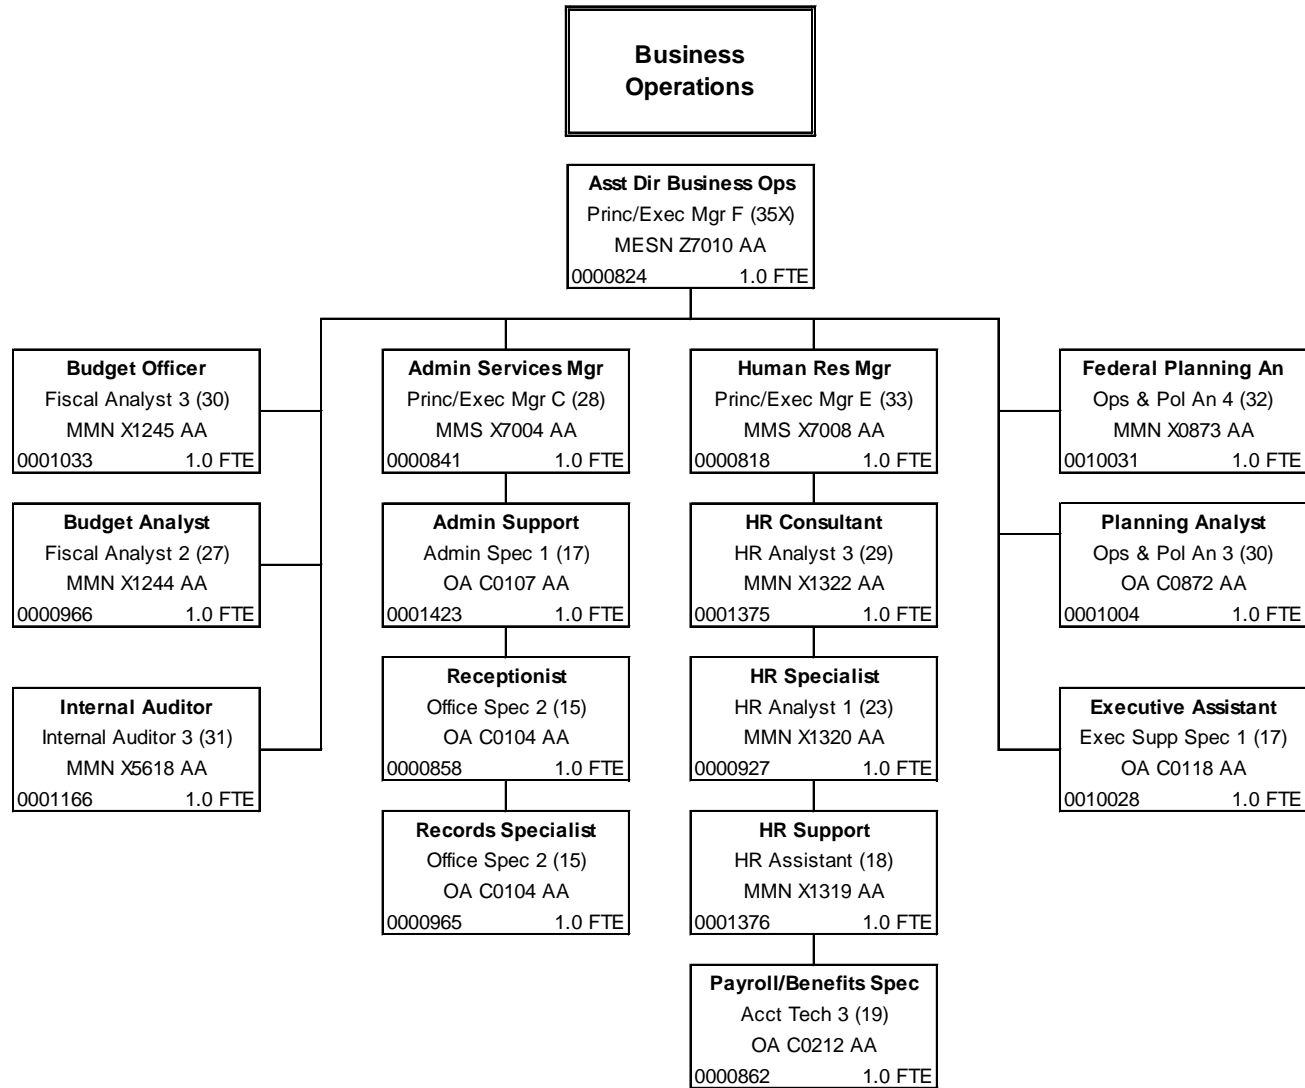 Business
Operations
Asst Dir Business Ops
Princ/Exec Mgr F (35X)
MESN Z7010 AA
0000824 1.0 FTE
Budget Officer
Fiscal Analyst 3 (30)
MMN X1245 AA
0001033 1.0 FTE
Admin Services Mgr
Princ/Exec Mgr C (28)
MMS X7004 AA
0000841 1.0 FTE
Human Res Mgr
Princ/Exec Mgr E (33)
MMS X7008 AA
0000818 1.0 FTE
Federal Planning An
Ops & Pol An 4 (32)
MMN X0873 AA
0010031 1.0 FTE
Budget Analyst
Fiscal Analyst 2 (27)
MMN X1244 AA
0000966 1.0 FTE
Admin Support
Admin Spec 1 (17)
OA C0107 AA
0001423 1.0 FTE
HR Consultant
HR Analyst 3 (29)
MMN X1322 AA
0001375 1.0 FTE
Planning Analyst
Ops & Pol An 3 (30)
OA C0872 AA
0001004 1.0 FTE
Internal Auditor
Internal Auditor 3 (31)
MMN X5618 AA
0001166 1.0 FTE
Receptionist
Office Spec 2 (15)
OA C0104 AA
0000858 1.0 FTE
HR Specialist
HR Analyst 1 (23)
MMN X1320 AA
0000927 1.0 FTE
Executive Assistant
Exec Supp Spec 1 (17)
OA C0118 AA
0010028 1.0 FTE
Records Specialist
Office Spec 2 (15)
OA C0104 AA
0000965 1.0 FTE
HR Support
HR Assistant (18)
MMN X1319 AA
0001376 1.0 FTE
Payroll/Benefits Spec
Acct Tech 3 (19)
OA C0212 AA
0000862 1.0 FTE